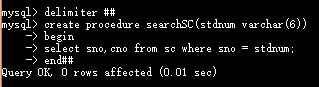 mysql> delimiter ##
mysql> create procedure searchSC(stdnum varchar(6))
    -> begin
    -> select sno,cno from sc where sno = stdnum;
    -> end##
Query OK, 0 rows affected (0.01 sec)